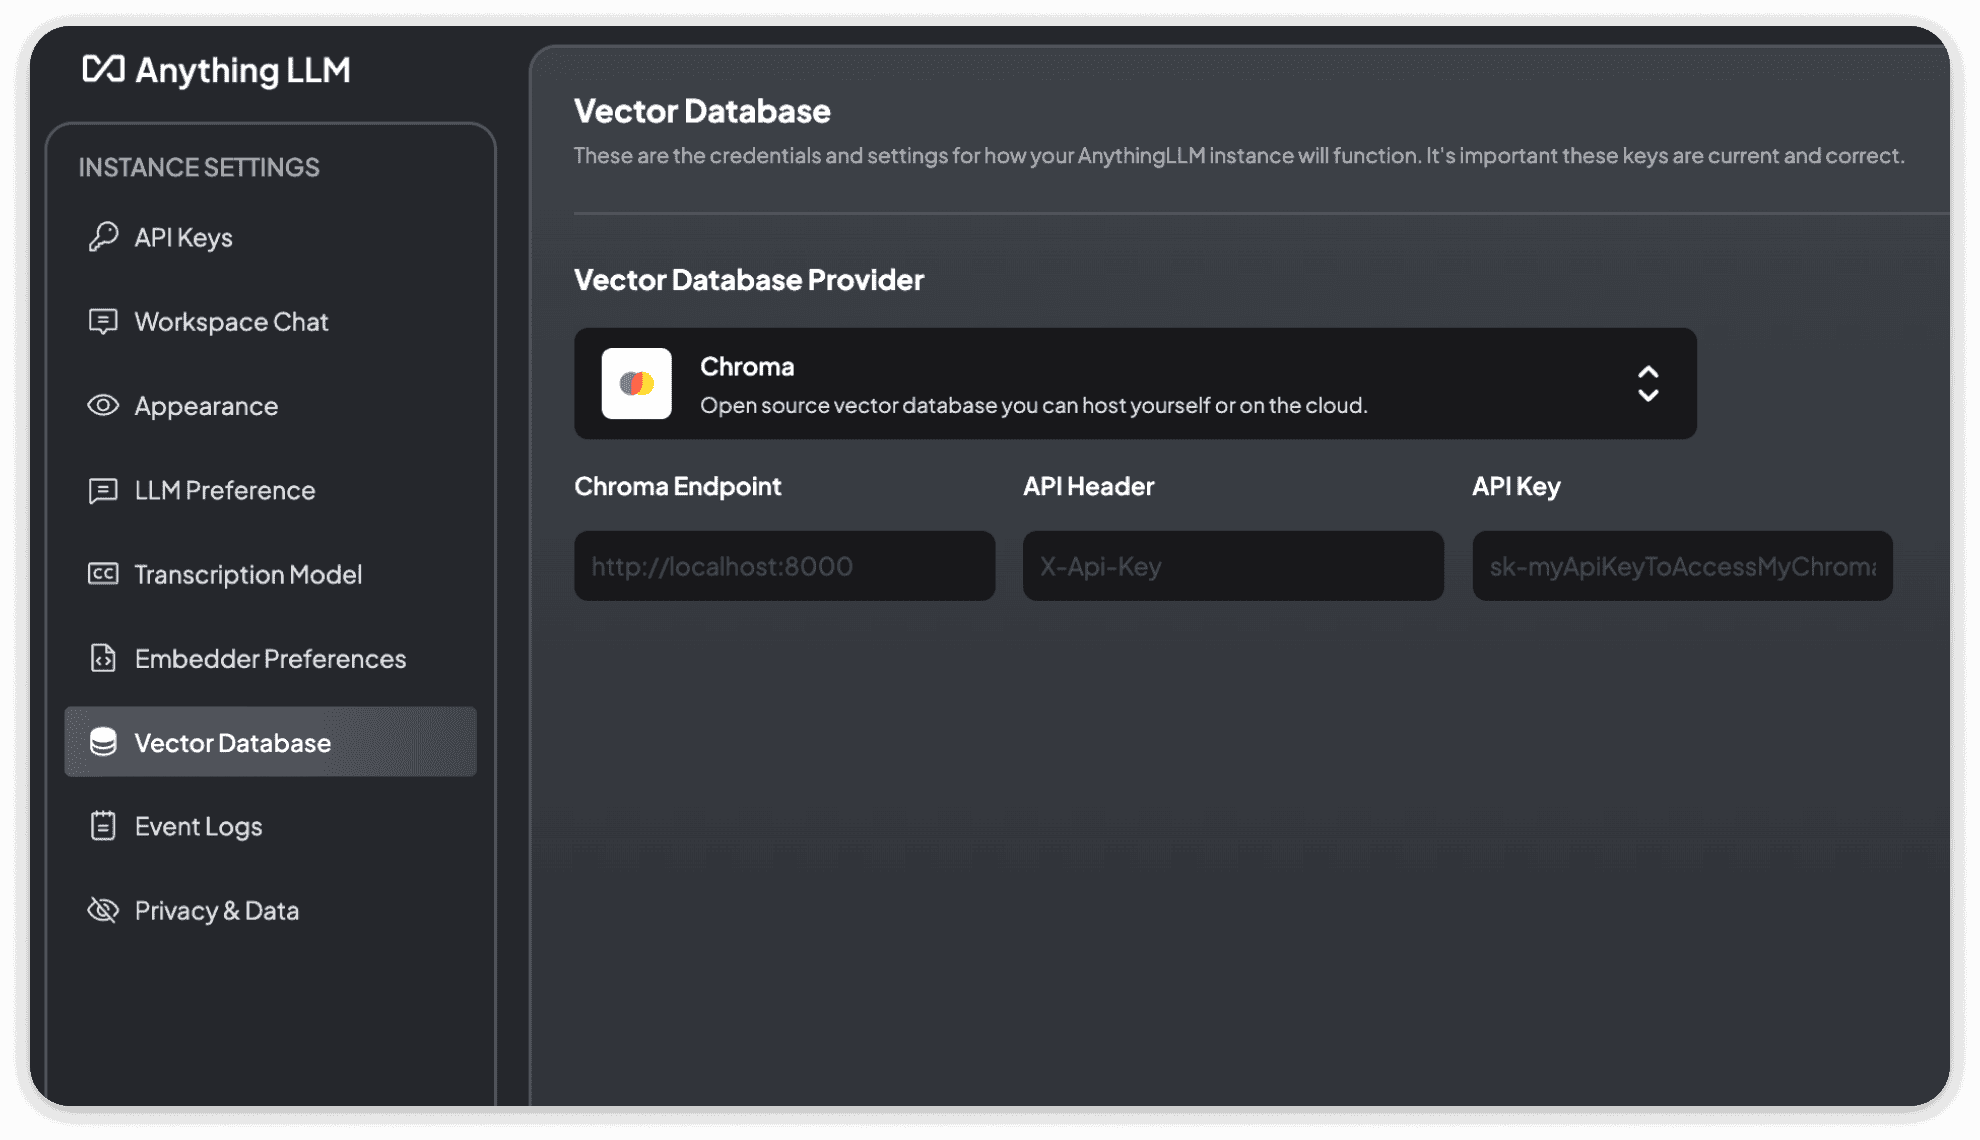 Anything LLM
INSTANCE SETTINGS
API Keys
Workspace Chat
Appearance
LLM Preference
Transcription Model
Embedder Preferences
Vector Database
Event Logs
Privacy & Data
Vector Database
These are the credentials and settings for how your AnythingLLM instance will function. It's important these keys are current and correct.
Vector Database Provider
Chroma
Open source vector database you can host yourself or on the cloud.
Chroma Endpoint
API Header
API Key
http://localhost:8000
X-Api-Key
sk-myApiKeyToAccessMyChroma